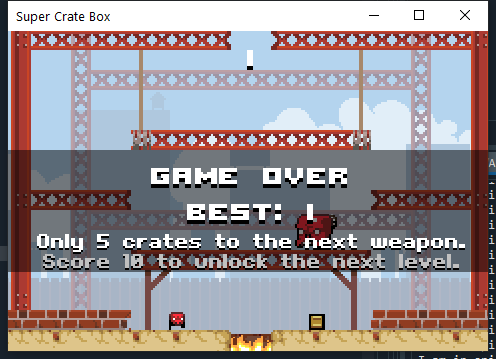 Super Crate Box
GAME OVER
BEST: 1
Only 5 crates to the next weapon.
Score 10 to unlock the next level.